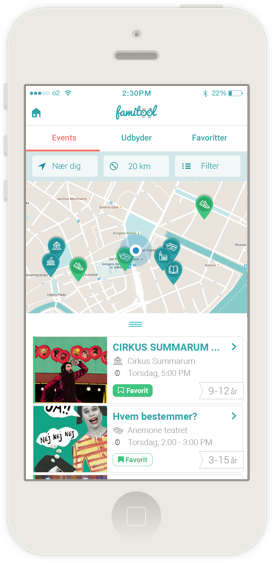 o2 2:30PM 22%
famitool
Events Udbyder Favoritter
Nær dig 20 km Filter
CIRKUS SUMMARUM ...
Cirkus Summarum
Torsdag, 5:00 PM
Favorit 9-12 år
JA!!
NEJ NEJ NEJ
Hvem bestemmer?
Anemone teatret
Torsdag, 2:00 - 3:00 PM
Favorit 3-15 år